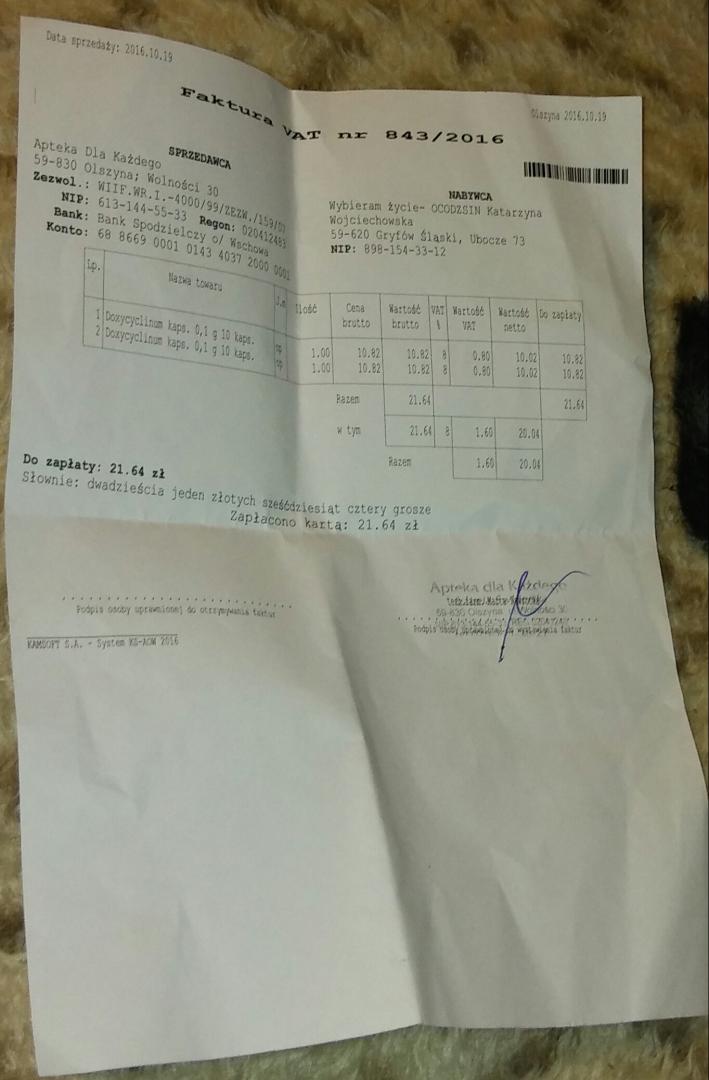 Data sprzedaży: 2016.10.19
Olszyna 2016.10.19
Faktura VAT nr 843/2016
SPRZEDAWCA
Apteka Dla Każdego
59-830 Olszyna; Wolności 30
Zezwol.: WIIF.WR.I.-4000/99/ZEZW./159/07
NIP: 613-144-55-33 Regon: 020412483
Bank: Bank Spodzielczy o/ Wschowa
Konto: 68 8669 0001 0143 4037 2000 0001
NABYWCA
Wybieram życie- OCODZSIN Katarzyna
Wojciechowska
59-620 Gryfów Śląski, Ubocze 73
NIP: 898-154-33-12
Lp. Nazwa towaru J.m Ilość Cena brutto Wartość brutto VAT % Wartość VAT Wartość netto Do zapłaty
1 Doxycyclinum kaps. 0,1 g 10 kaps. op 1.00 10.82 10.82 8 0.80 10.02 10.82
2 Doxycyclinum kaps. 0,1 g 10 kaps. op 1.00 10.82 10.82 8 0.80 10.02 10.82
Razem 21.64 21.64
w tym 21.64 8 1.60 20.04
Razem 1.60 20.04
Do zapłaty: 21.64 zł
Słownie: dwadzieścia jeden złotych sześćdziesiąt cztery grosze
Zapłacono kartą: 21.64 zł
Apteka dla Każdego
59-830 Olszyna Wolności 30
Podpis osoby uprawnionej do otrzymywania faktur
Podpis osoby uprawnionej do wystawienia faktur
KAMSOFT S.A. - System KS-AOW 2016